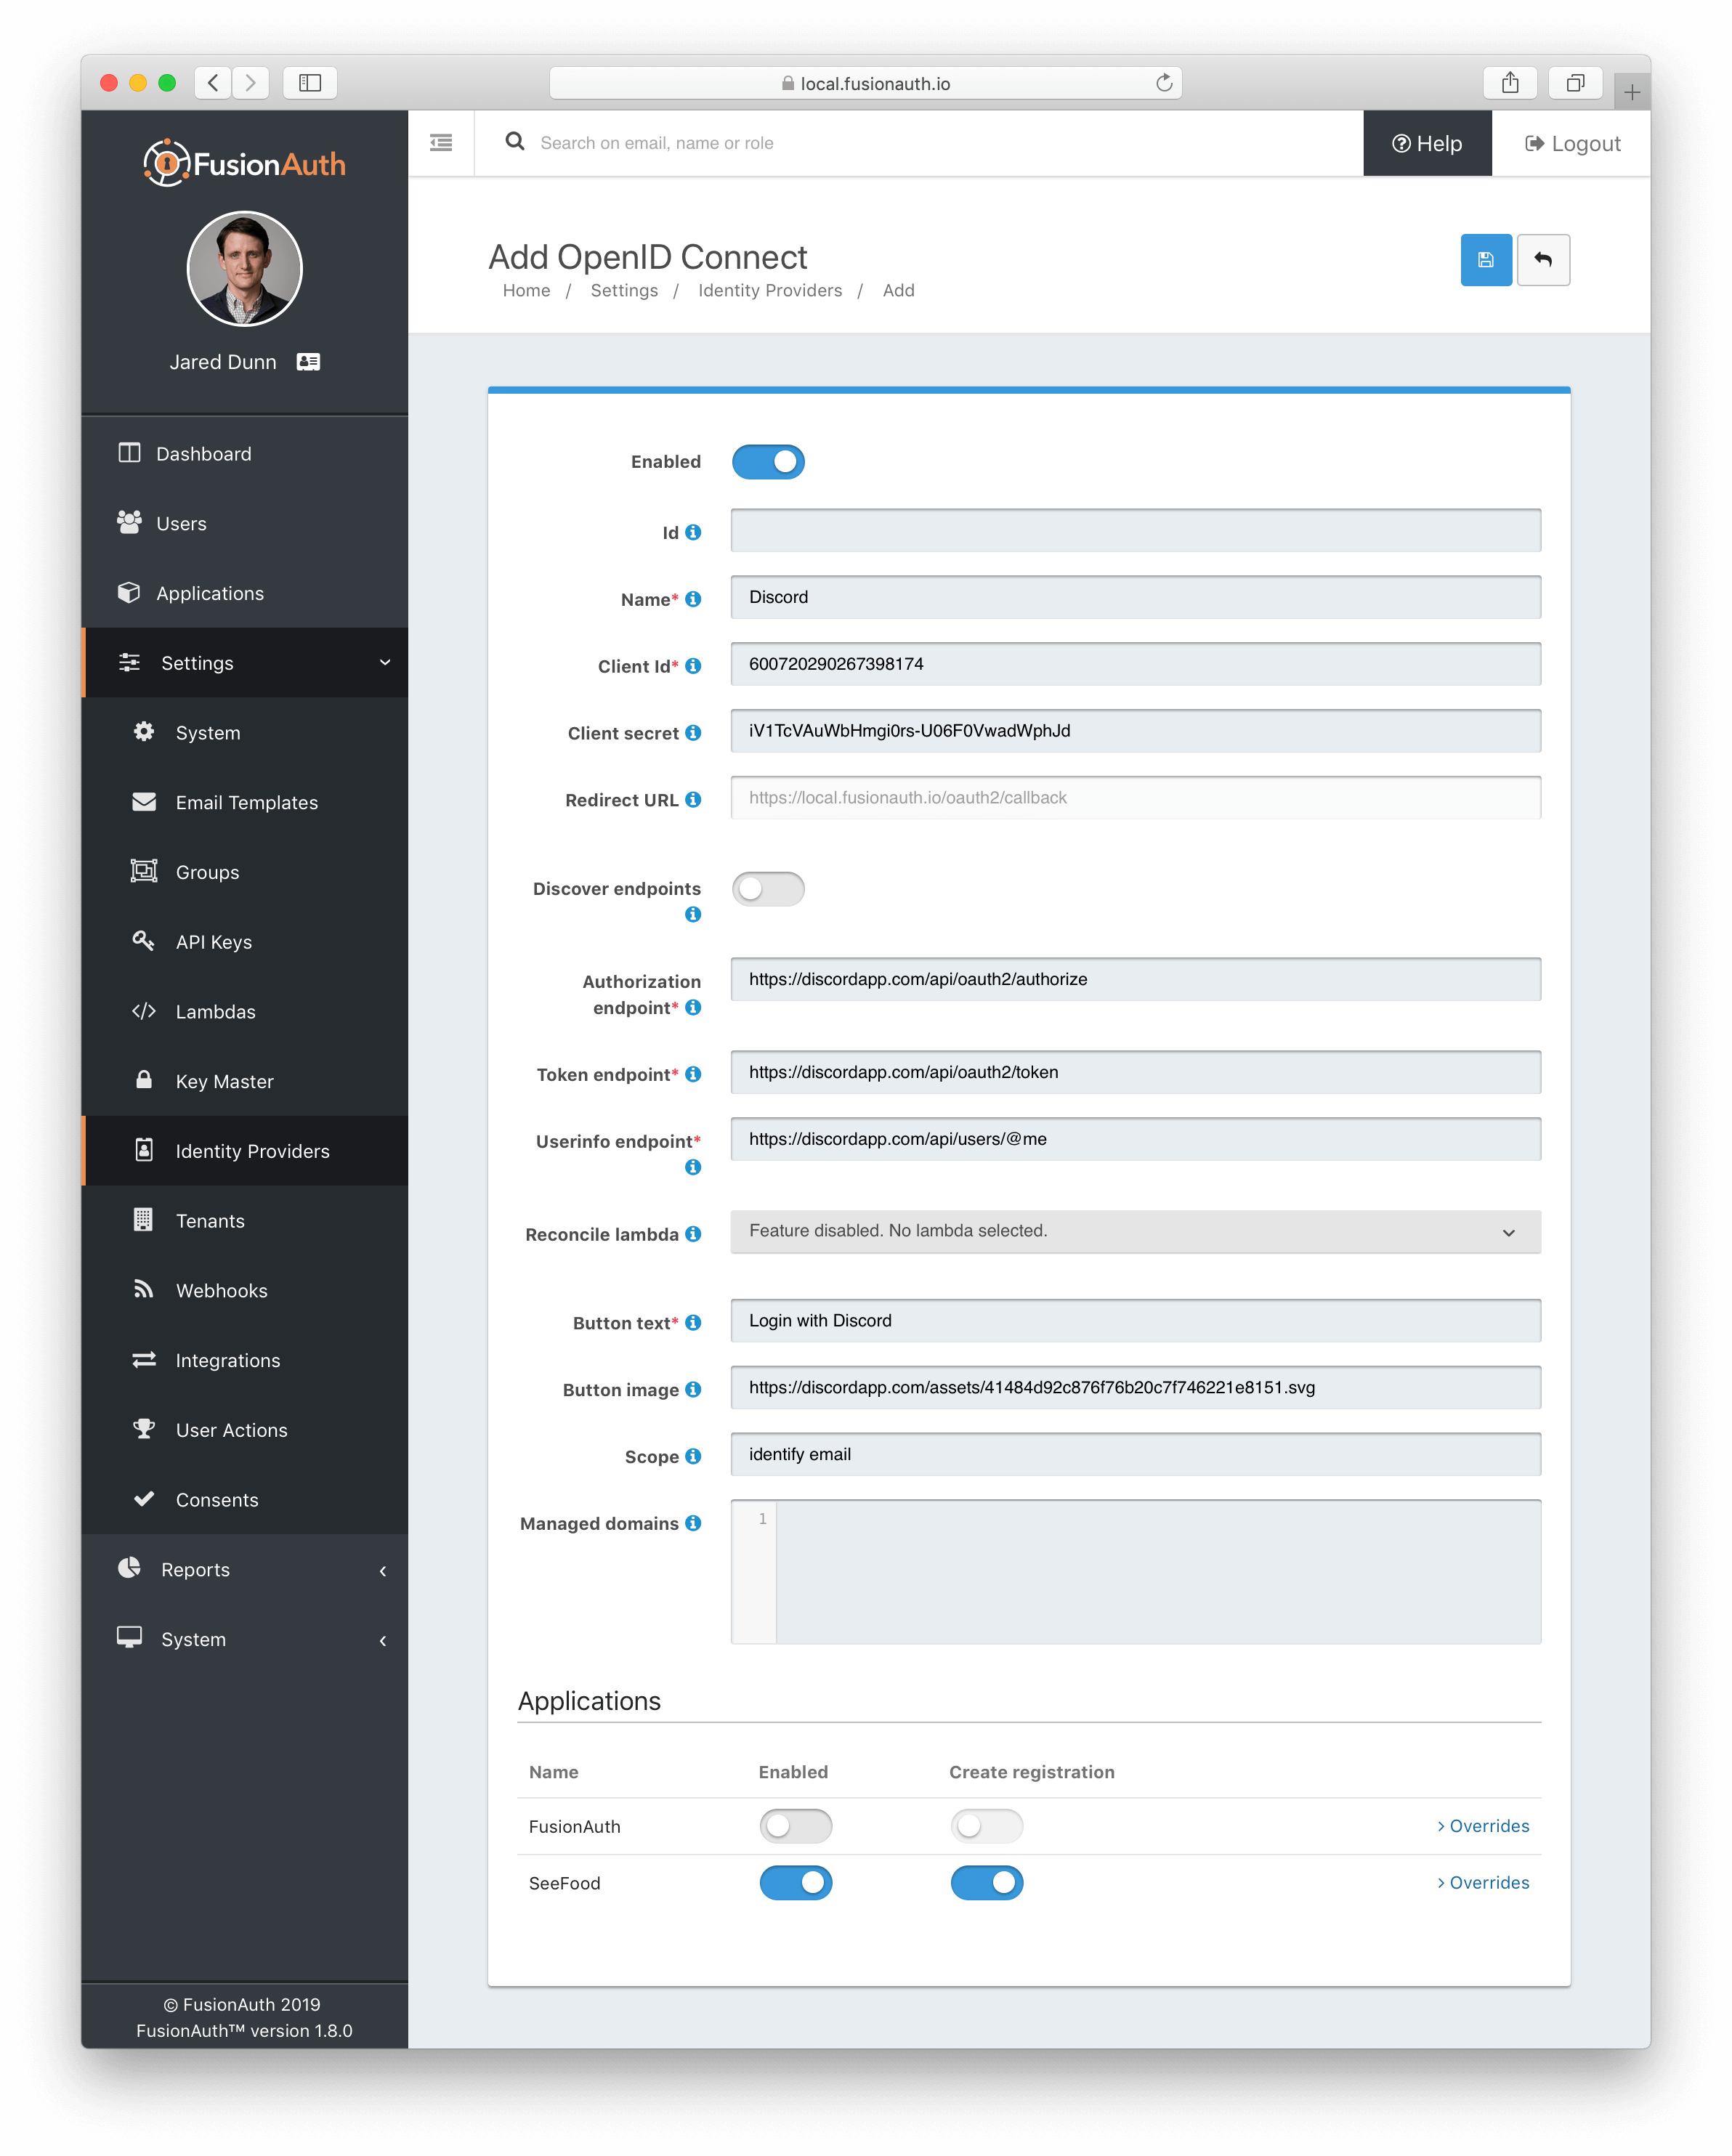 local.fusionauth.io
FusionAuth
Jared Dunn
Dashboard
Users
Applications
Settings
System
Email Templates
Groups
API Keys
Lambdas
Key Master
Identity Providers
Tenants
Webhooks
Integrations
User Actions
Consents
Reports
System
© FusionAuth 2019
FusionAuth™ version 1.8.0
Search on email, name or role
Help
Logout
Add OpenID Connect
Home / Settings / Identity Providers / Add
Enabled
Id
Name* Discord
Client Id* 600720290267398174
Client secret iV1TcVAuWbHmgi0rs-U06F0VwadWphJd
Redirect URL https://local.fusionauth.io/oauth2/callback
Discover endpoints
Authorization
endpoint* https://discordapp.com/api/oauth2/authorize
Token endpoint* https://discordapp.com/api/oauth2/token
Userinfo endpoint* https://discordapp.com/api/users/@me
Reconcile lambda Feature disabled. No lambda selected.
Button text* Login with Discord
Button image https://discordapp.com/assets/41484d92c876f76b20c7f746221e8151.svg
Scope identify email
Managed domains 1
Applications
Name Enabled Create registration
FusionAuth > Overrides
SeeFood > Overrides